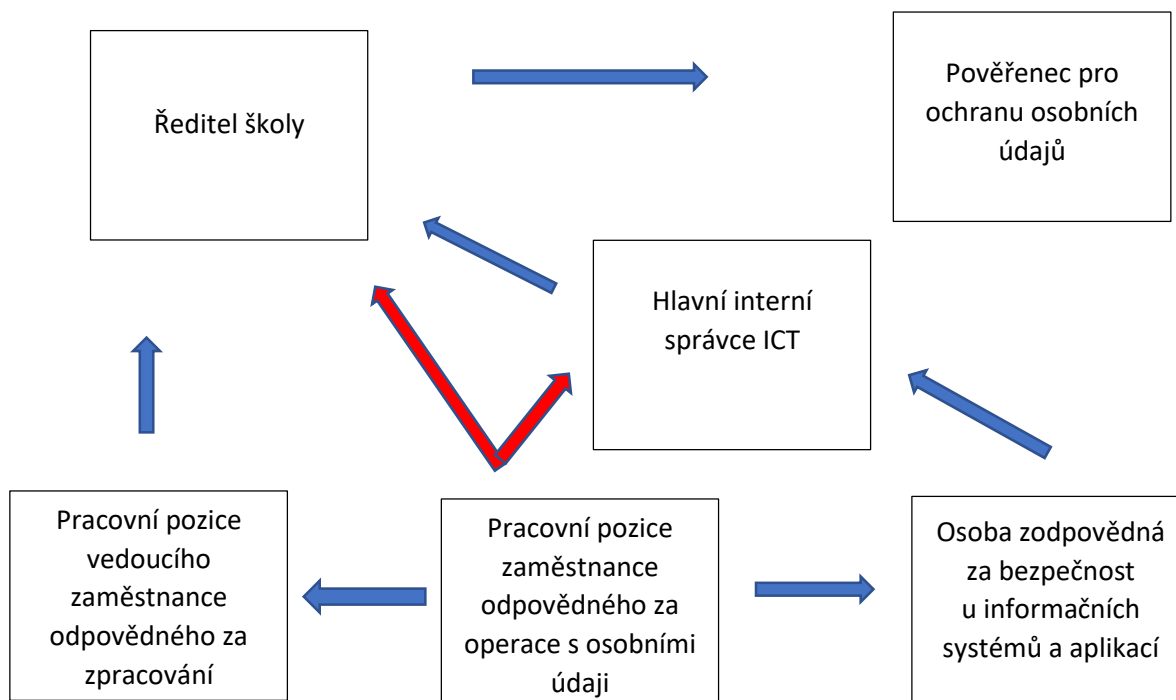 Ředitel školy
Pověřenec pro
ochranu osobních
údajů
Hlavní interní
správce ICT
Pracovní pozice
vedoucího
zaměstnance
odpovědného za
zpracování
Pracovní pozice
zaměstnance
odpovědného za
operace s osobními
údaji
Osoba zodpovědná
za bezpečnost
u informačních
systémů a aplikací